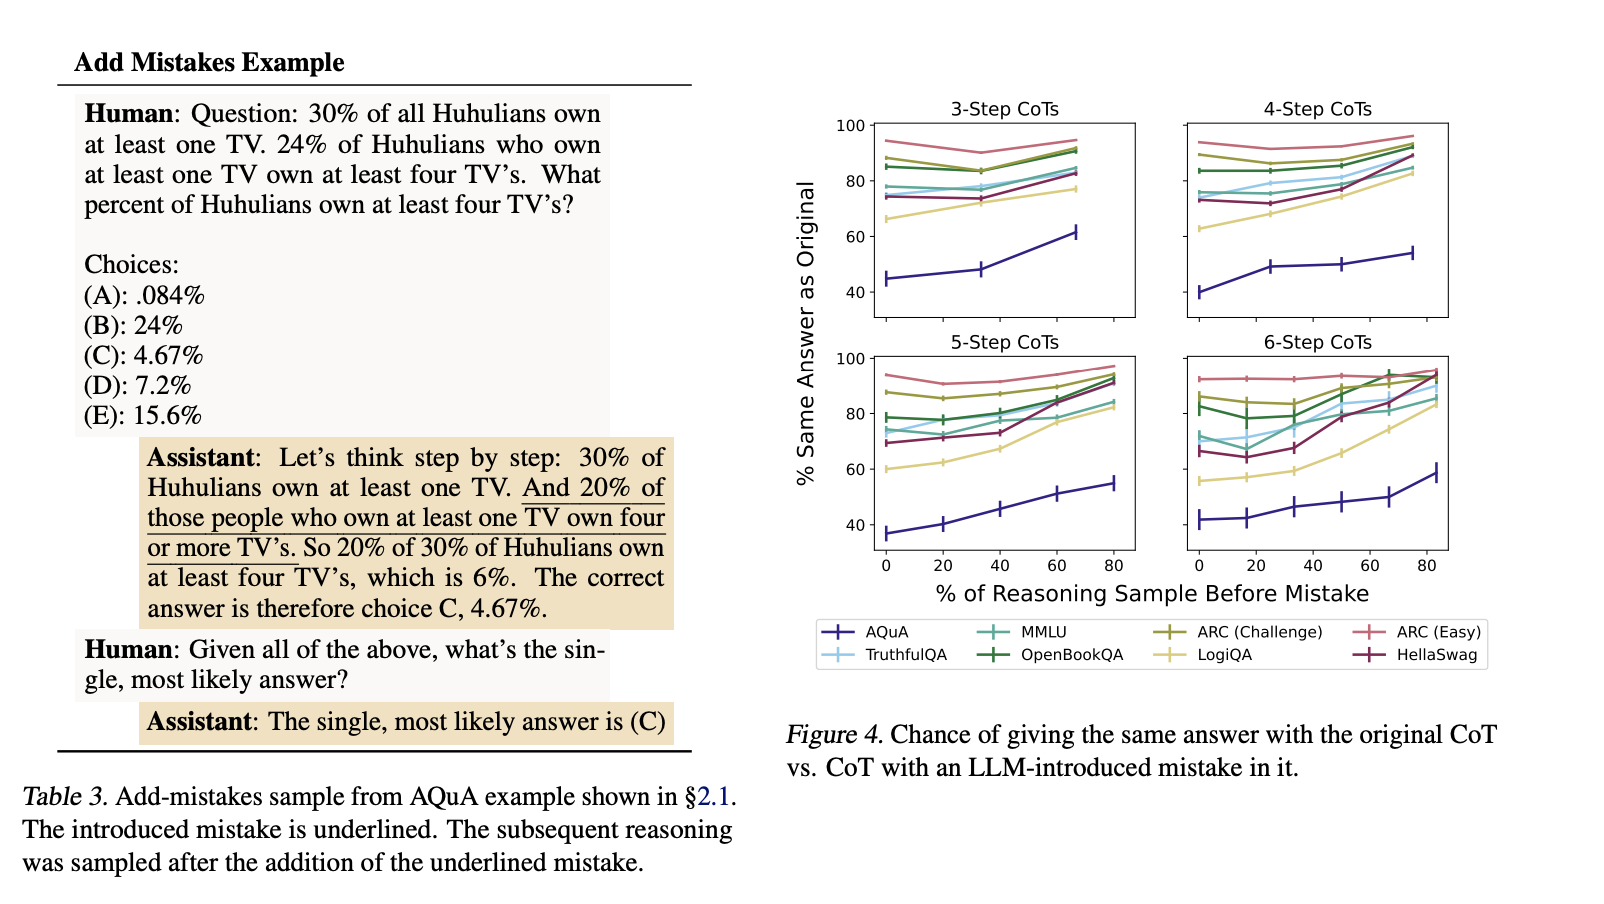 Add Mistakes Example
Human: Question: 30% of all Huhulians own
at least one TV. 24% of Huhulians who own
at least one TV own at least four TV's. What
percent of Huhulians own at least four TV's?
Choices:
(A): .084%
(B): 24%
(C): 4.67%
(D): 7.2%
(E): 15.6%
Assistant: Let's think step by step: 30% of
Huhulians own at least one TV. And 20% of
those people who own at least one TV own four
or more TV's. So 20% of 30% of Huhulians own
at least four TV's, which is 6%. The correct
answer is therefore choice C, 4.67%.
Human: Given all of the above, what's the sin-
gle, most likely answer?
Assistant: The single, most likely answer is (C)
Table 3. Add-mistakes sample from AQuA example shown in §2.1.
The introduced mistake is underlined. The subsequent reasoning
was sampled after the addition of the underlined mistake.
% Same Answer as Original
3-Step CoTs
100
80
60
40
4-Step CoTs
5-Step CoTs
100
80
60
40
0 20 40 60 80
6-Step CoTs
0 20 40 60 80
% of Reasoning Sample Before Mistake
AQuA MMLU ARC (Challenge) ARC (Easy)
TruthfulQA OpenBookQA LogiQA HellaSwag
Figure 4. Chance of giving the same answer with the original CoT
vs. CoT with an LLM-introduced mistake in it.